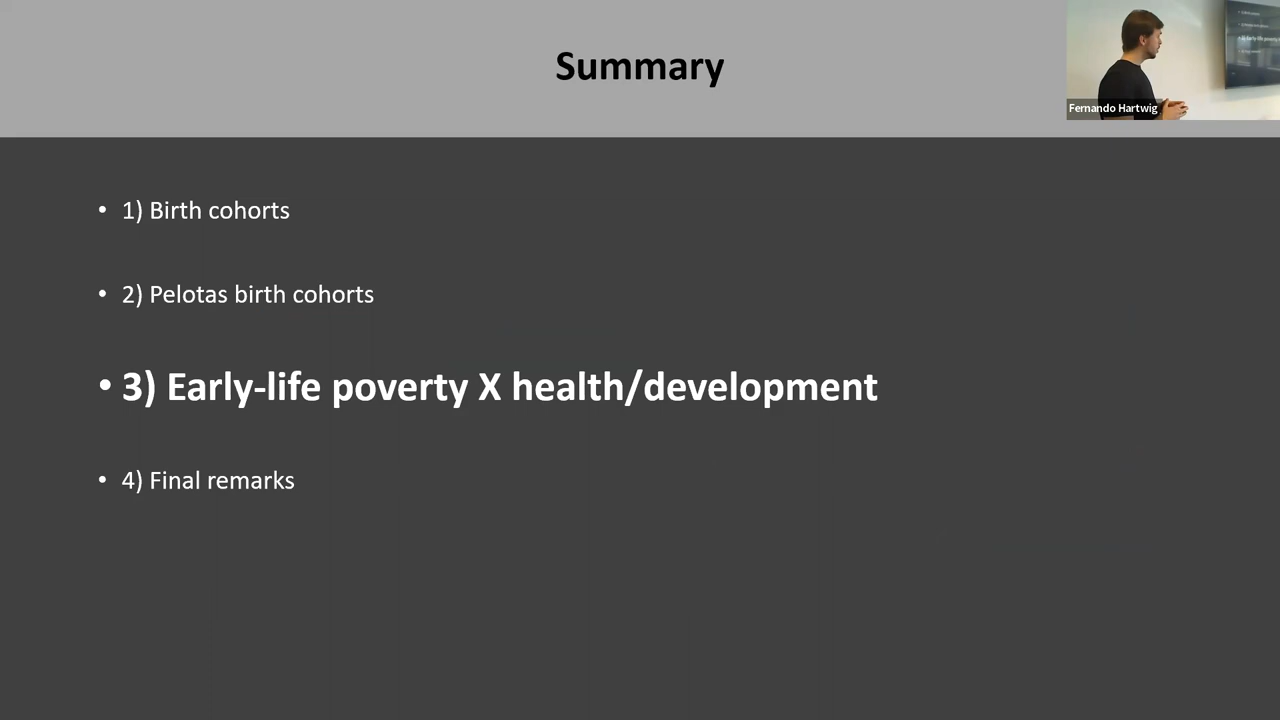 Summary
Fernando Hartwig
• 1) Birth cohorts
• 2) Pelotas birth cohorts
• 3) Early-life poverty X health/development
• 4) Final remarks